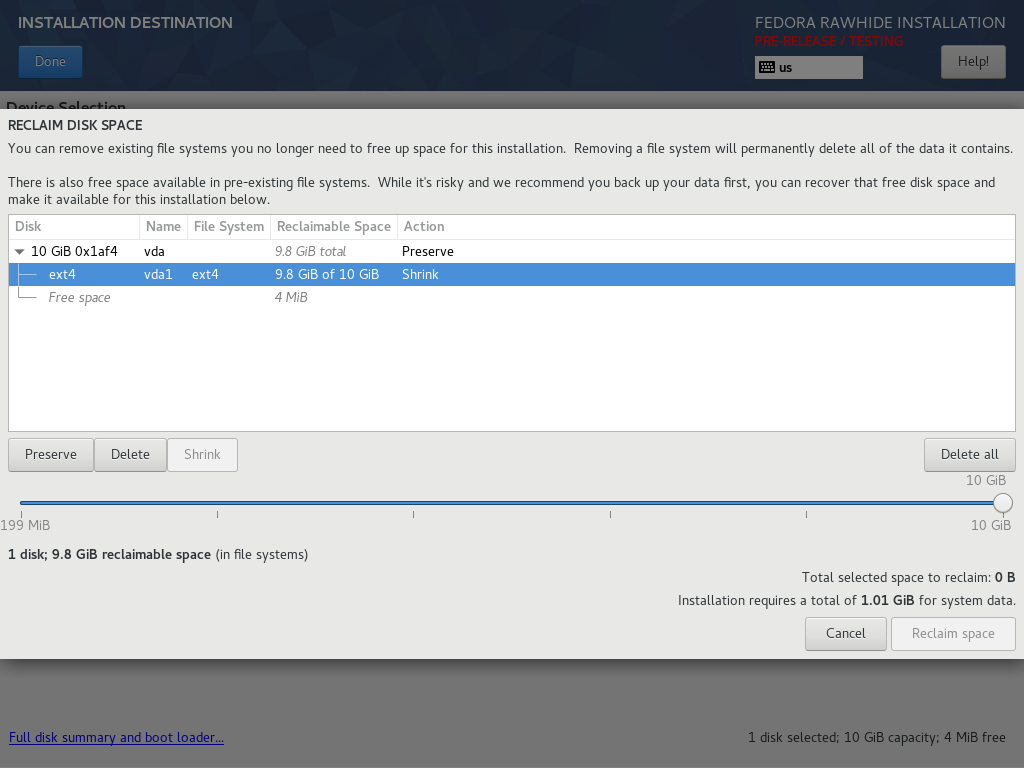 INSTALLATION DESTINATION
FEDORA RAWHIDE INSTALLATION
PRE-RELEASE / TESTING
Done
us
Help!
Device Selection
RECLAIM DISK SPACE
You can remove existing file systems you no longer need to free up space for this installation.  Removing a file system will permanently delete all of the data it contains.
There is also free space available in pre-existing file systems.  While it's risky and we recommend you back up your data first, you can recover that free disk space and
make it available for this installation below.
Disk Name File System Reclaimable Space Action
10 GiB 0x1af4 vda 9.8 GiB total Preserve
ext4 vda1 ext4 9.8 GiB of 10 GiB Shrink
Free space 4 MiB
Preserve Delete Shrink Delete all
10 GiB
199 MiB 10 GiB
1 disk; 9.8 GiB reclaimable space (in file systems)
Total selected space to reclaim: 0 B
Installation requires a total of 1.01 GiB for system data.
Cancel Reclaim space
Full disk summary and boot loader... 1 disk selected; 10 GiB capacity; 4 MiB free